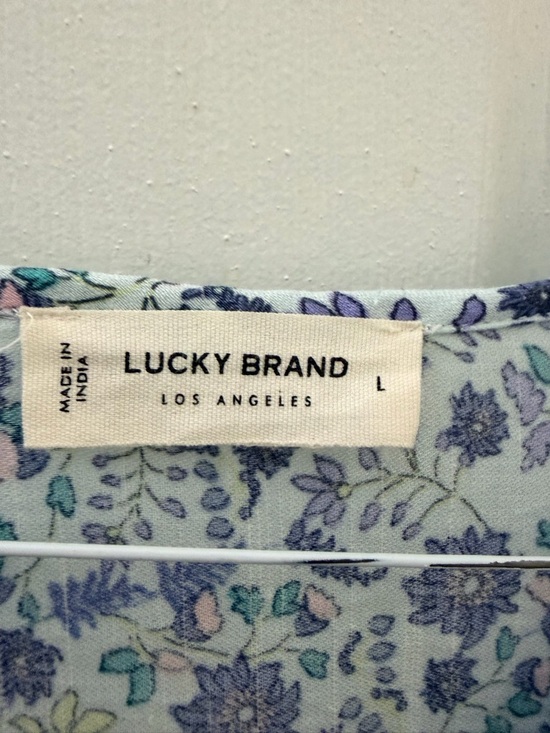 MADE IN
INDIA
LUCKY BRAND
LOS ANGELES
L